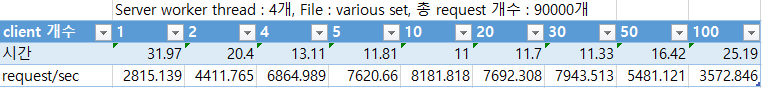 Server worker thread : 4개, File : various set, 총 request 개수 : 90000개
client 개수 1 2 4 5 10 20 30 50 100
시간 31.97 20.4 13.11 11.81 11 11.7 11.33 16.42 25.19
request/sec 2815.139 4411.765 6864.989 7620.66 8181.818 7692.308 7943.513 5481.121 3572.846